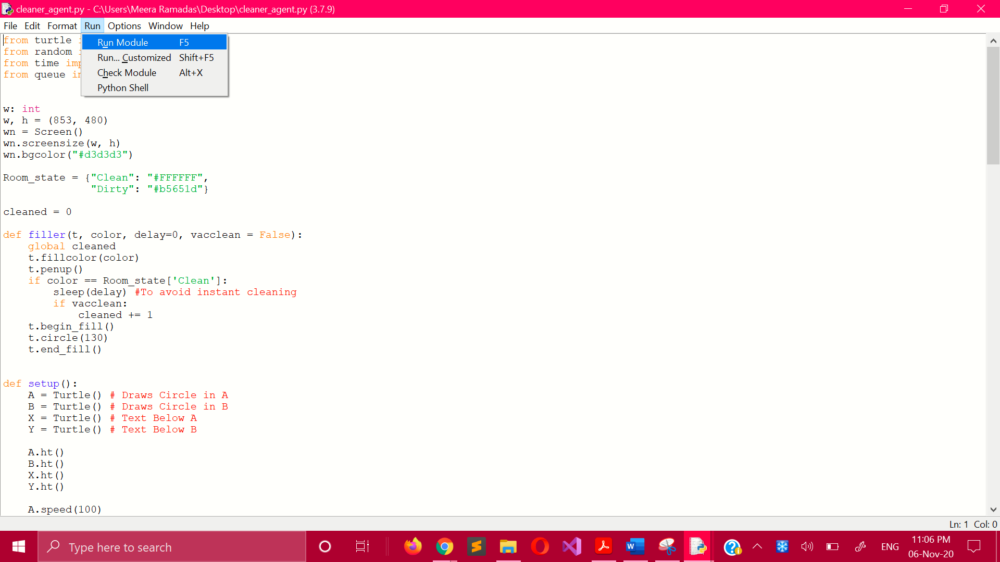 cleaner_agent.py - C:\Users\Meera Ramadas\Desktop\cleaner_agent.py (3.7.9)
File Edit Format Run Options Window Help
Run Module F5
Run... Customized Shift+F5
Check Module Alt+X
Python Shell
from turtle
from random
from time imp
from queue
w: int
w, h = (853, 480)
wn = Screen()
wn.screensize(w, h)
wn.bgcolor("#d3d3d3")
Room_state = {"Clean": "#FFFFFF",
"Dirty": "#b5651d"}
cleaned = 0
def filler(t, color, delay=0, vacclean = False):
global cleaned
t.fillcolor(color)
t.penup()
if color == Room_state['Clean']:
sleep(delay) #To avoid instant cleaning
if vacclean:
cleaned += 1
t.begin_fill()
t.circle(130)
t.end_fill()
def setup():
A = Turtle() # Draws Circle in A
B = Turtle() # Draws Circle in B
X = Turtle() # Text Below A
Y = Turtle() # Text Below B
A.ht()
B.ht()
X.ht()
Y.ht()
A.speed(100)
Ln: 1 Col: 0
Type here to search
ENG
11:06 PM
06-Nov-20